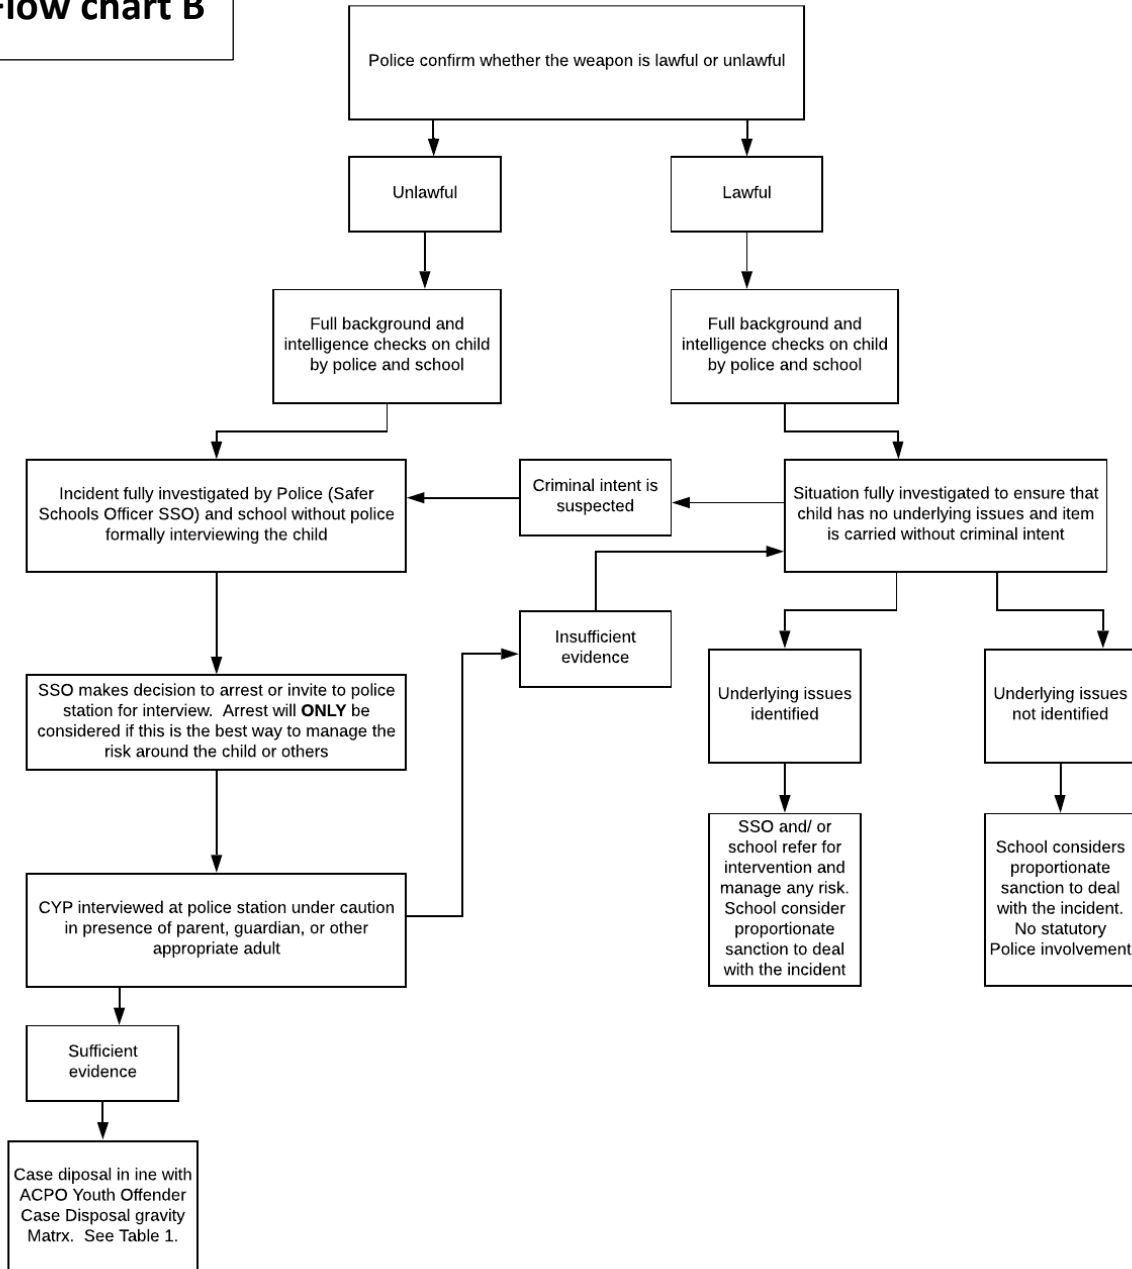 Flow chart B
Police confirm whether the weapon is lawful or unlawful
Unlawful
Lawful
Full background and
intelligence checks on child
by police and school
Full background and
intelligence checks on child
by police and school
Incident fully investigated by Police (Safer
Schools Officer SSO) and school without police
formally interviewing the child
Criminal intent is
suspected
Situation fully investigated to ensure that
child has no underlying issues and item
is carried without criminal intent
Insufficient
evidence
SSO makes decision to arrest or invite to police
station for interview.  Arrest will ONLY be
considered if this is the best way to manage the
risk around the child or others
Underlying issues
identified
Underlying issues
not identified
CYP interviewed at police station under caution
in presence of parent, guardian, or other
appropriate adult
SSO and/ or
school refer for
intervention and
manage any risk.
School consider
proportionate
sanction to deal
with the incident
School considers
proportionate
sanction to deal
with the incident.
No statutory
Police involvement
Sufficient
evidence
Case diposal in ine with
ACPO Youth Offender
Case Disposal gravity
Matrx.  See Table 1.